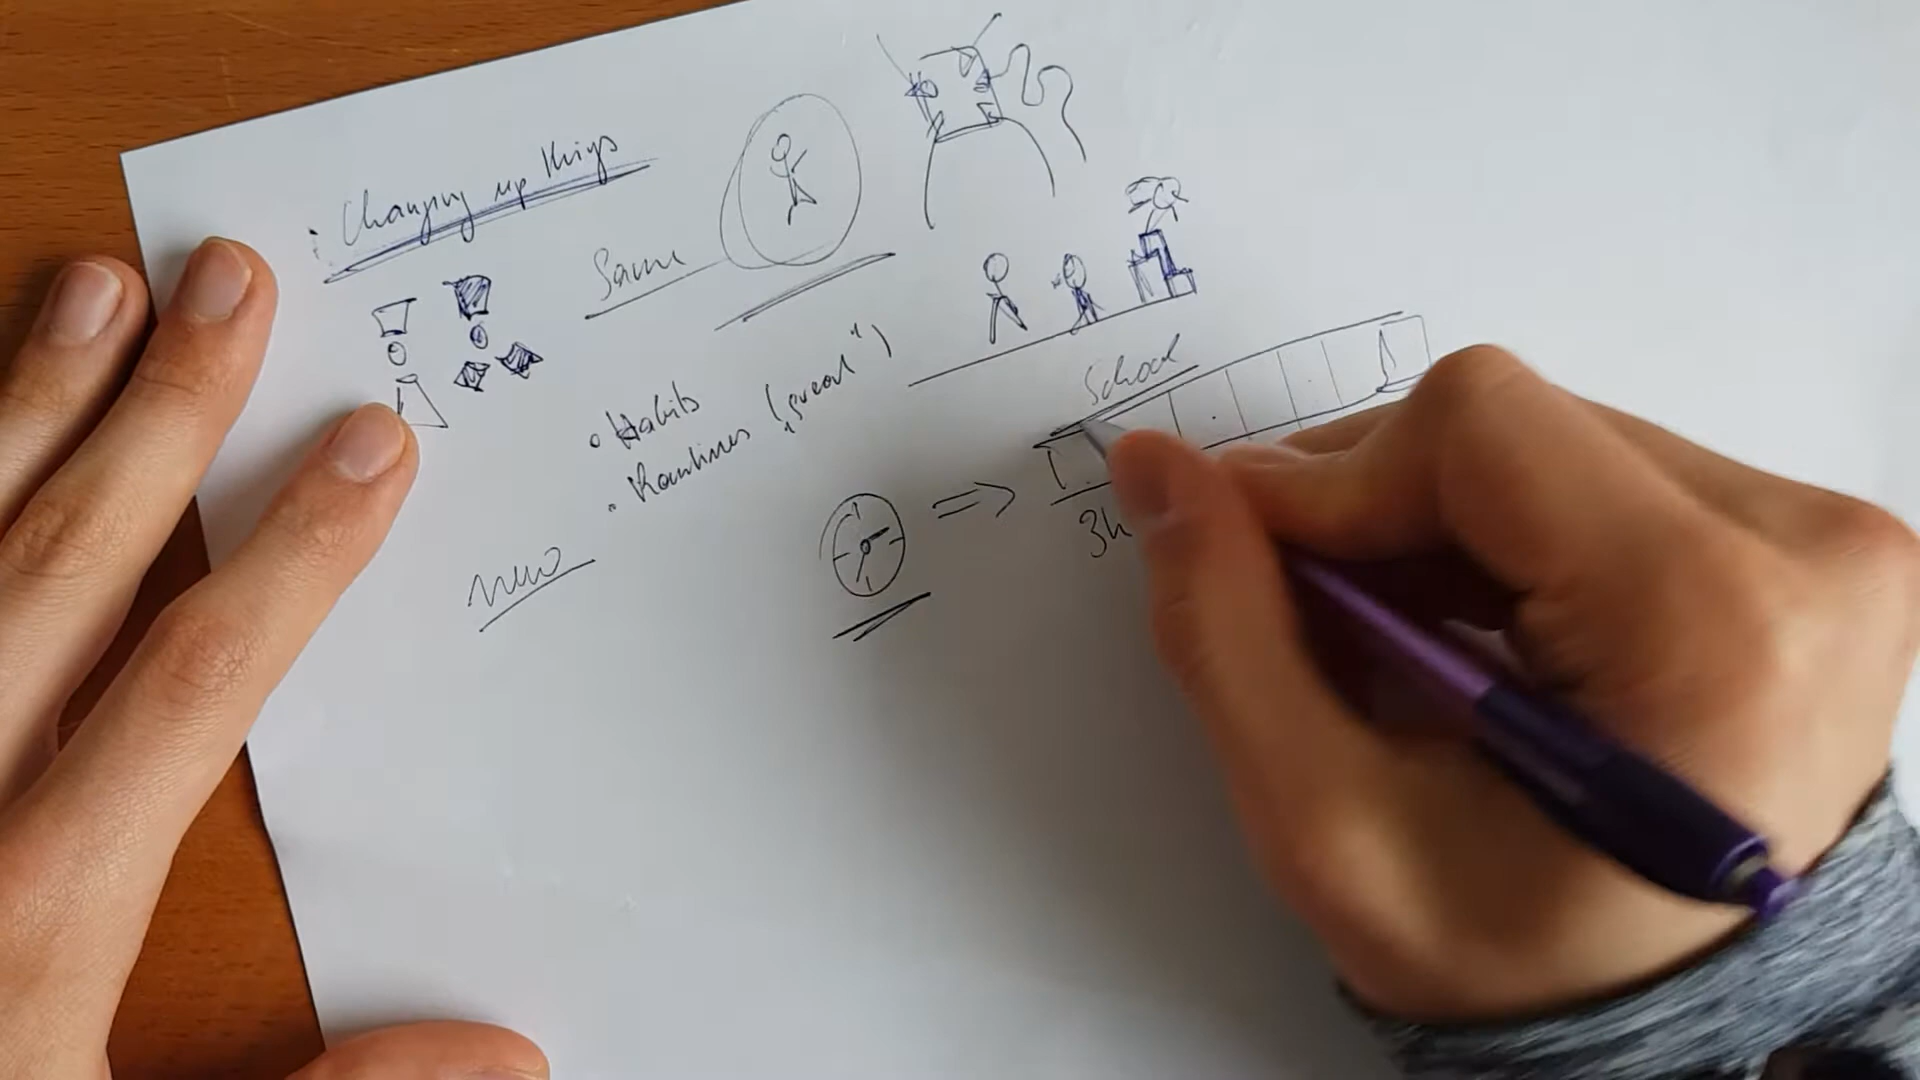 Changing up things
Same
• Habits
• Routines („great")
School
3h
new